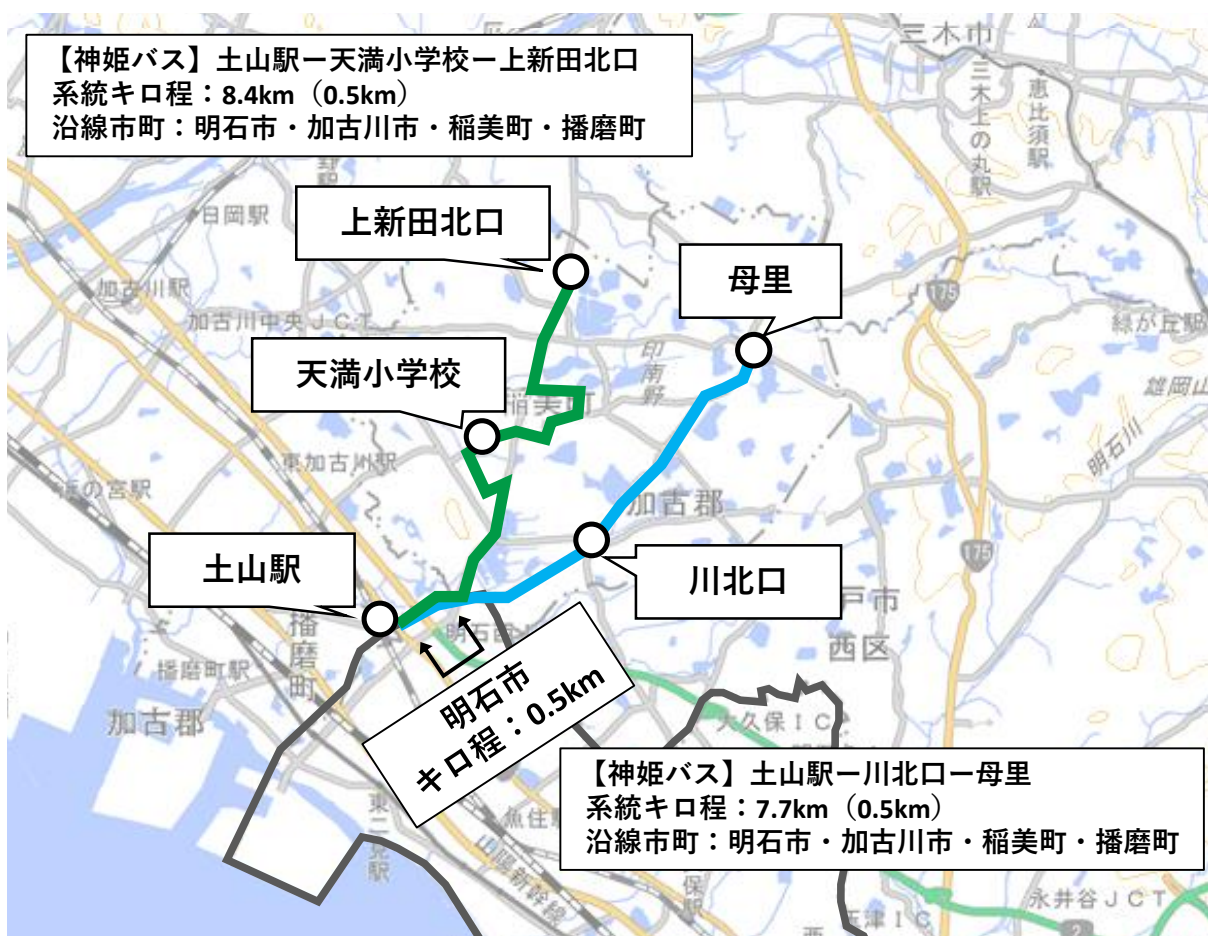 【神姫バス】土山駅ー天満小学校ー上新田北口
系統キロ程：8.4km（0.5km）
沿線市町：明石市・加古川市・稲美町・播磨町
三木市
三木上の丸駅
恵比須駅
日岡駅
上新田北口
母里
加古川駅
175
加古川中央ＪＣＴ
緑が丘駅
天満小学校
印南野
雄岡山
稲美町
明石川
東加古川駅
の宮駅
加古郡
土山駅
川北口
175
戸市
西区
播磨町
明石西
播磨町駅
加古郡
明石市
キロ程：0.5km
大久保ＩＣ
【神姫バス】土山駅ー川北口ー母里
系統キロ程：7.7km（0.5km）
沿線市町：明石市・加古川市・稲美町・播磨町
東二見駅
魚住
山陽新幹線
保駅
永井谷ＪＣＴ
玉津ＩＣ
2
西